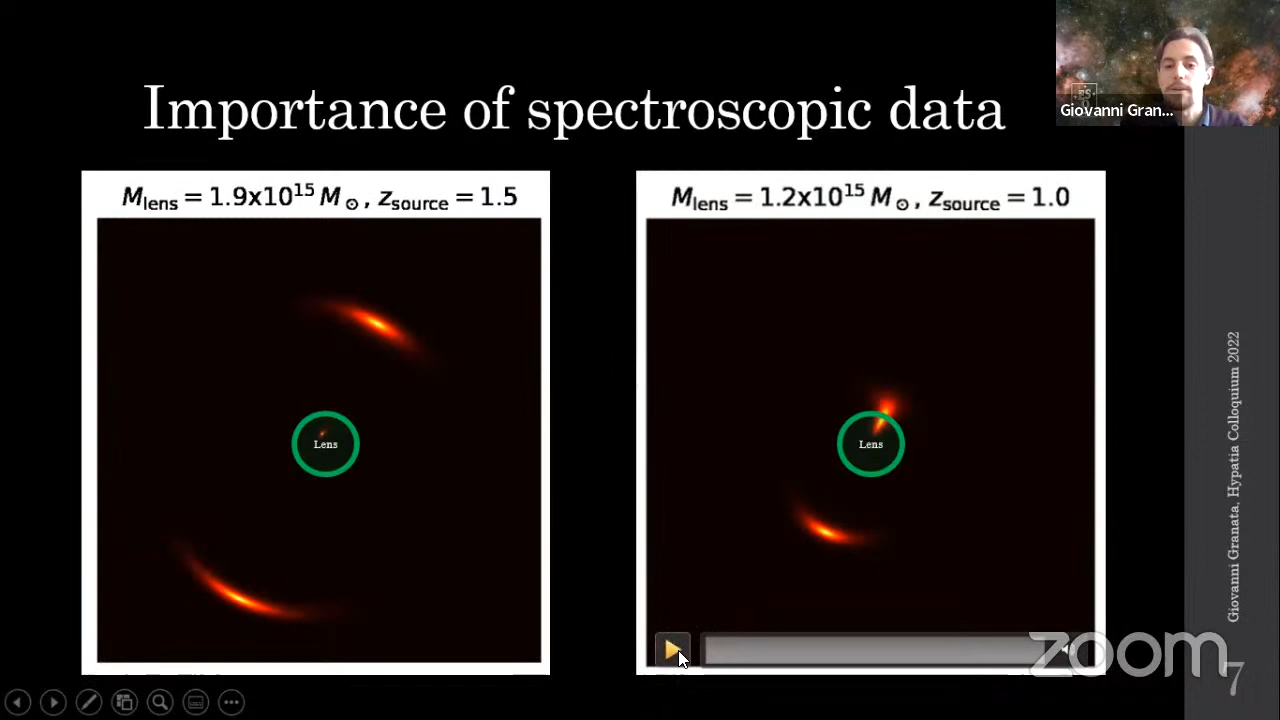 Importance of spectroscopic data
Giovanni Gran...
M_lens = 1.9x10^15 M_⊙, z_source = 1.5
M_lens = 1.2x10^15 M_⊙, z_source = 1.0
Lens
Lens
Giovanni Granata, Hypatia Colloquium 2022
zoom
7